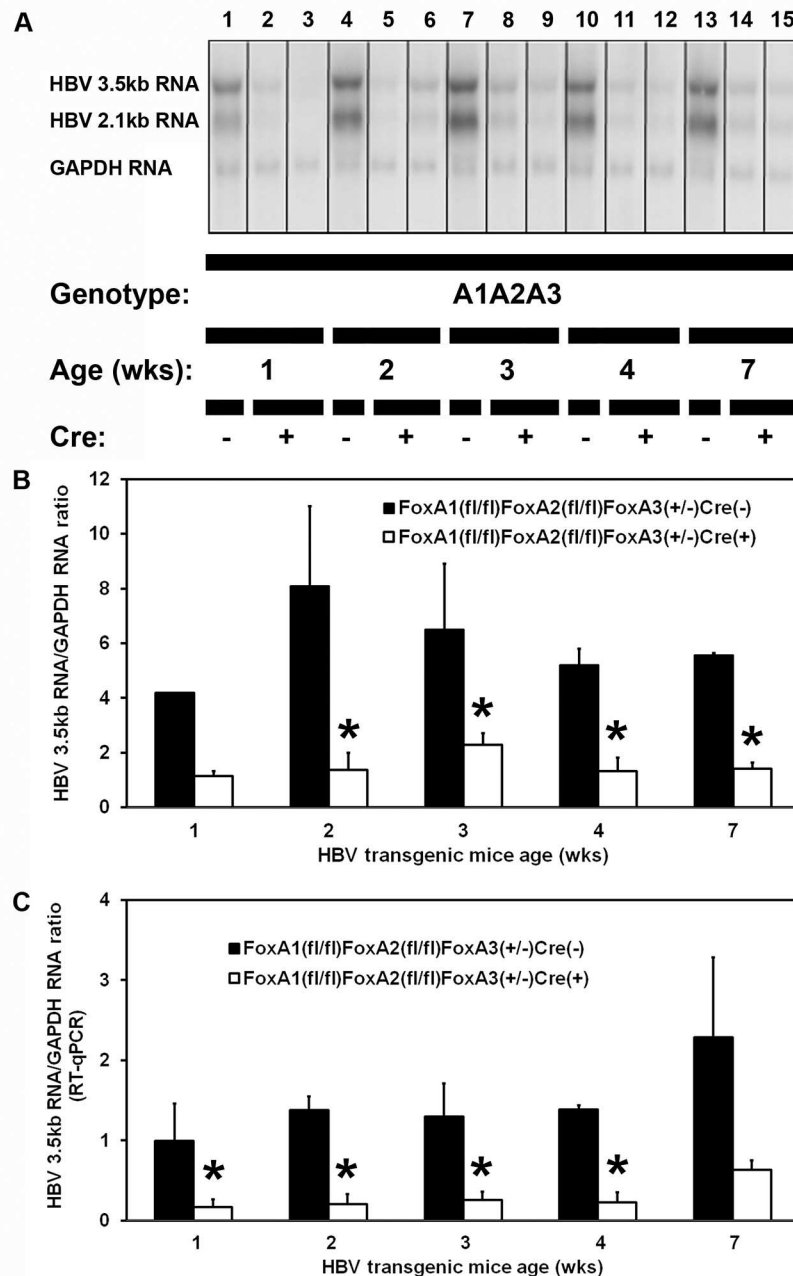 A
1 2 3 4 5 6 7 8 9 10 11 12 13 14 15
HBV 3.5kb RNA
HBV 2.1kb RNA
GAPDH RNA
Genotype: A1A2A3
Age (wks): 1 2 3 4 7
Cre: - + - + - + - + - +
B
HBV 3.5kb RNA/GAPDH RNA ratio
12
10
8
6
4
2
0
FoxA1(fl/fl)FoxA2(fl/fl)FoxA3(+/-)Cre(-)
FoxA1(fl/fl)FoxA2(fl/fl)FoxA3(+/-)Cre(+)
* * * *
1 2 3 4 7
HBV transgenic mice age (wks)
C
HBV 3.5kb RNA/GAPDH RNA ratio
(RT-qPCR)
4
3
2
1
0
FoxA1(fl/fl)FoxA2(fl/fl)FoxA3(+/-)Cre(-)
FoxA1(fl/fl)FoxA2(fl/fl)FoxA3(+/-)Cre(+)
* * * *
1 2 3 4 7
HBV transgenic mice age (wks)